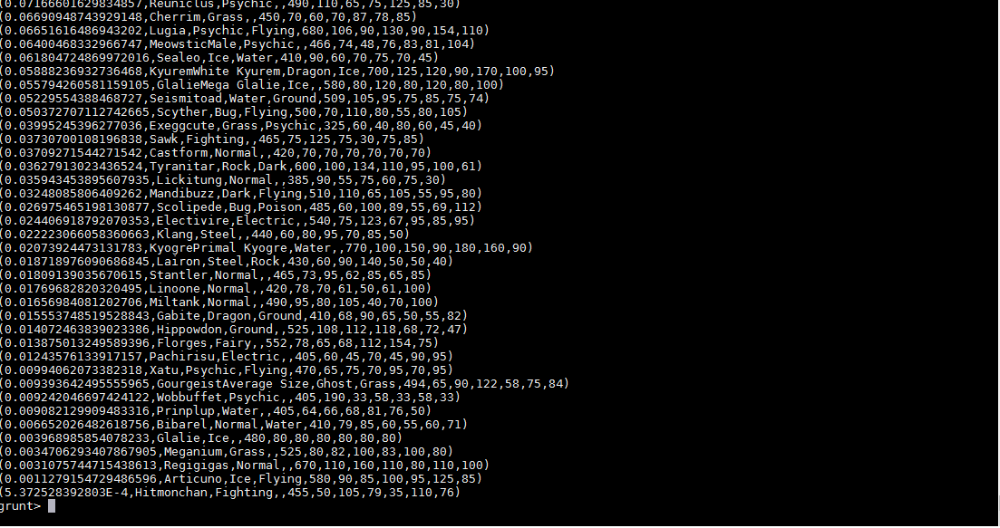 (0.07166601629834857,Reuniclus,Psychic,,490,110,65,75,125,85,30)
(0.06690948743929148,Cherrim,Grass,,450,70,60,70,87,78,85)
(0.06651616486943202,Lugia,Psychic,Flying,680,106,90,130,90,154,110)
(0.06400468332966747,MeowsticMale,Psychic,,466,74,48,76,83,81,104)
(0.061804724869972016,Sealeo,Ice,Water,410,90,60,70,75,70,45)
(0.05888236932736468,KyuremWhite Kyurem,Dragon,Ice,700,125,120,90,170,100,95)
(0.055794260581159105,GlalieMega Glalie,Ice,,580,80,120,80,120,80,100)
(0.05229554388468727,Seismitoad,Water,Ground,509,105,95,75,85,75,74)
(0.050372707112742665,Scyther,Bug,Flying,500,70,110,80,55,80,105)
(0.03995245396277036,Exeggcute,Grass,Psychic,325,60,40,80,60,45,40)
(0.03730700108196838,Sawk,Fighting,,465,75,125,75,30,75,85)
(0.03709271544271542,Castform,Normal,,420,70,70,70,70,70,70)
(0.03627913023436524,Tyranitar,Rock,Dark,600,100,134,110,95,100,61)
(0.035943453895607935,Lickitung,Normal,,385,90,55,75,60,75,30)
(0.03248085806409262,Mandibuzz,Dark,Flying,510,110,65,105,55,95,80)
(0.026975465198130877,Scolipede,Bug,Poison,485,60,100,89,55,69,112)
(0.024406918792070353,Electivire,Electric,,540,75,123,67,95,85,95)
(0.022223066058360663,Klang,Steel,,440,60,80,95,70,85,50)
(0.02073924473131783,KyogrePrimal Kyogre,Water,,770,100,150,90,180,160,90)
(0.018718976090686845,Lairon,Steel,Rock,430,60,90,140,50,50,40)
(0.01809139035670615,Stantler,Normal,,465,73,95,62,85,65,85)
(0.01769682820320495,Linoone,Normal,,420,78,70,61,50,61,100)
(0.01656984081202706,Miltank,Normal,,490,95,80,105,40,70,100)
(0.015553748519528843,Gabite,Dragon,Ground,410,68,90,65,50,55,82)
(0.014072463839023386,Hippowdon,Ground,,525,108,112,118,68,72,47)
(0.013875013249589396,Florges,Fairy,,552,78,65,68,112,154,75)
(0.01243576133917157,Pachirisu,Electric,,405,60,45,70,45,90,95)
(0.00994062073382318,Xatu,Psychic,Flying,470,65,75,70,95,70,95)
(0.009393642495555965,GourgeistAverage Size,Ghost,Grass,494,65,90,122,58,75,84)
(0.009242046697424122,Wobbuffet,Psychic,,405,190,33,58,33,58,33)
(0.009082129909483316,Prinplup,Water,,405,64,66,68,81,76,50)
(0.006652026482618756,Bibarel,Normal,Water,410,79,85,60,55,60,71)
(0.003968985854078233,Glalie,Ice,,480,80,80,80,80,80,80)
(0.0034706293407867905,Meganium,Grass,,525,80,82,100,83,100,80)
(0.0031075744715438613,Regigigas,Normal,,670,110,160,110,80,110,100)
(0.0011279154729486596,Articuno,Ice,Flying,580,90,85,100,95,125,85)
(5.372528392803E-4,Hitmonchan,Fighting,,455,50,105,79,35,110,76)
grunt>